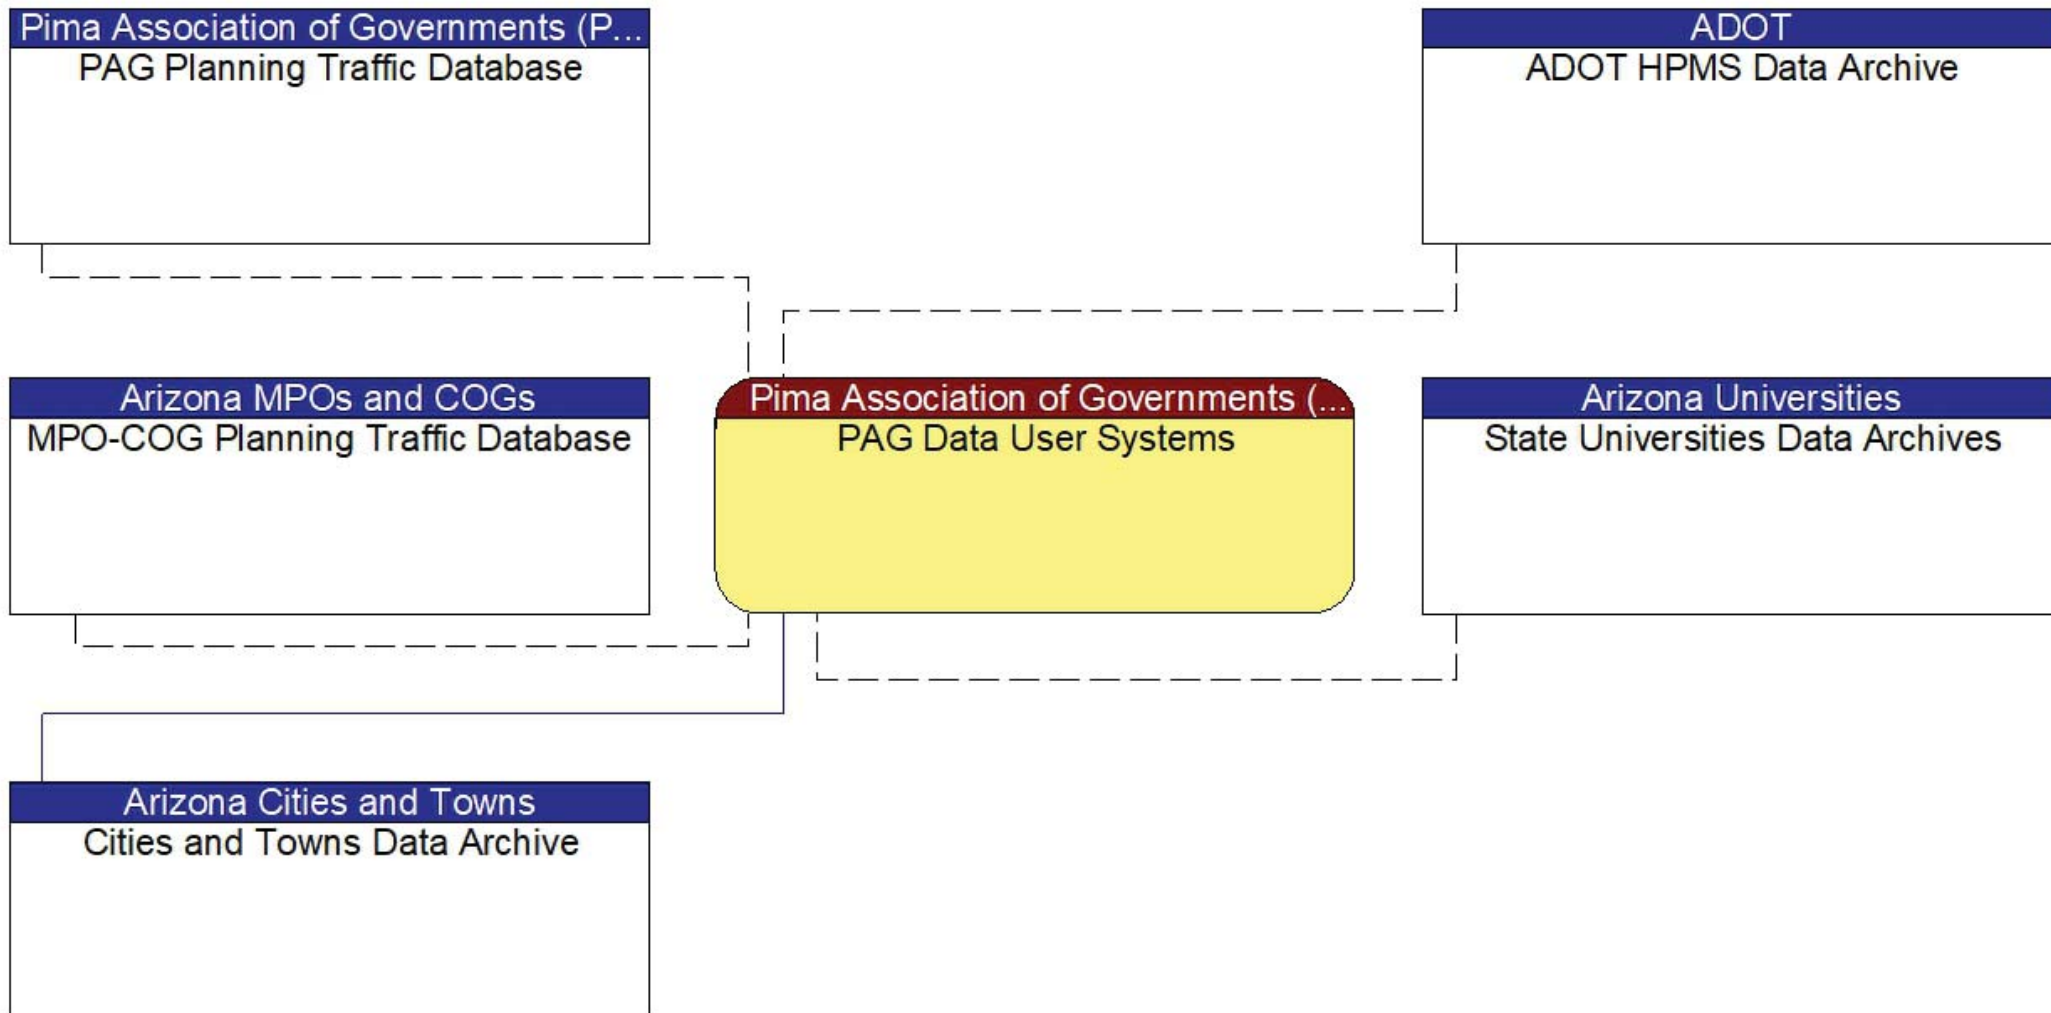 Pima Association of Governments (P...
PAG Planning Traffic Database
ADOT
ADOT HPMS Data Archive
Arizona MPOs and COGs
MPO-COG Planning Traffic Database
Pima Association of Governments (...
PAG Data User Systems
Arizona Universities
State Universities Data Archives
Arizona Cities and Towns
Cities and Towns Data Archive